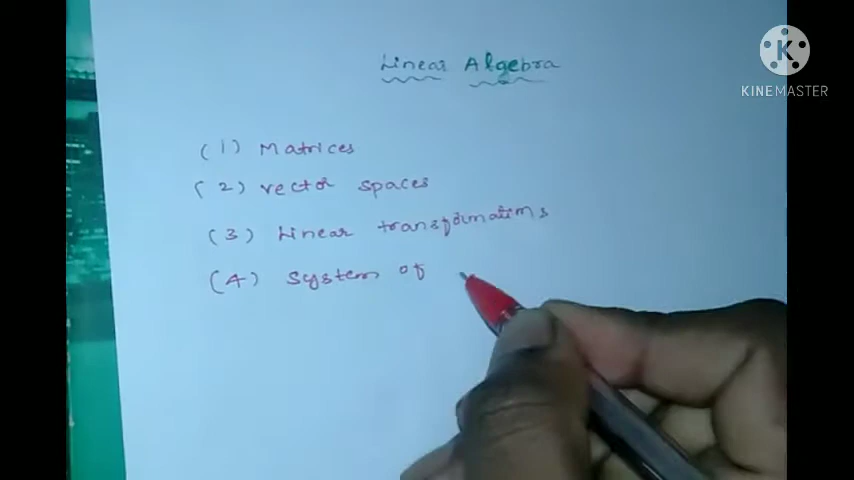 Linear Algebra
(1) Matrices
(2) vector spaces
(3) Linear transformations
(4) System of
K
KINEMASTER